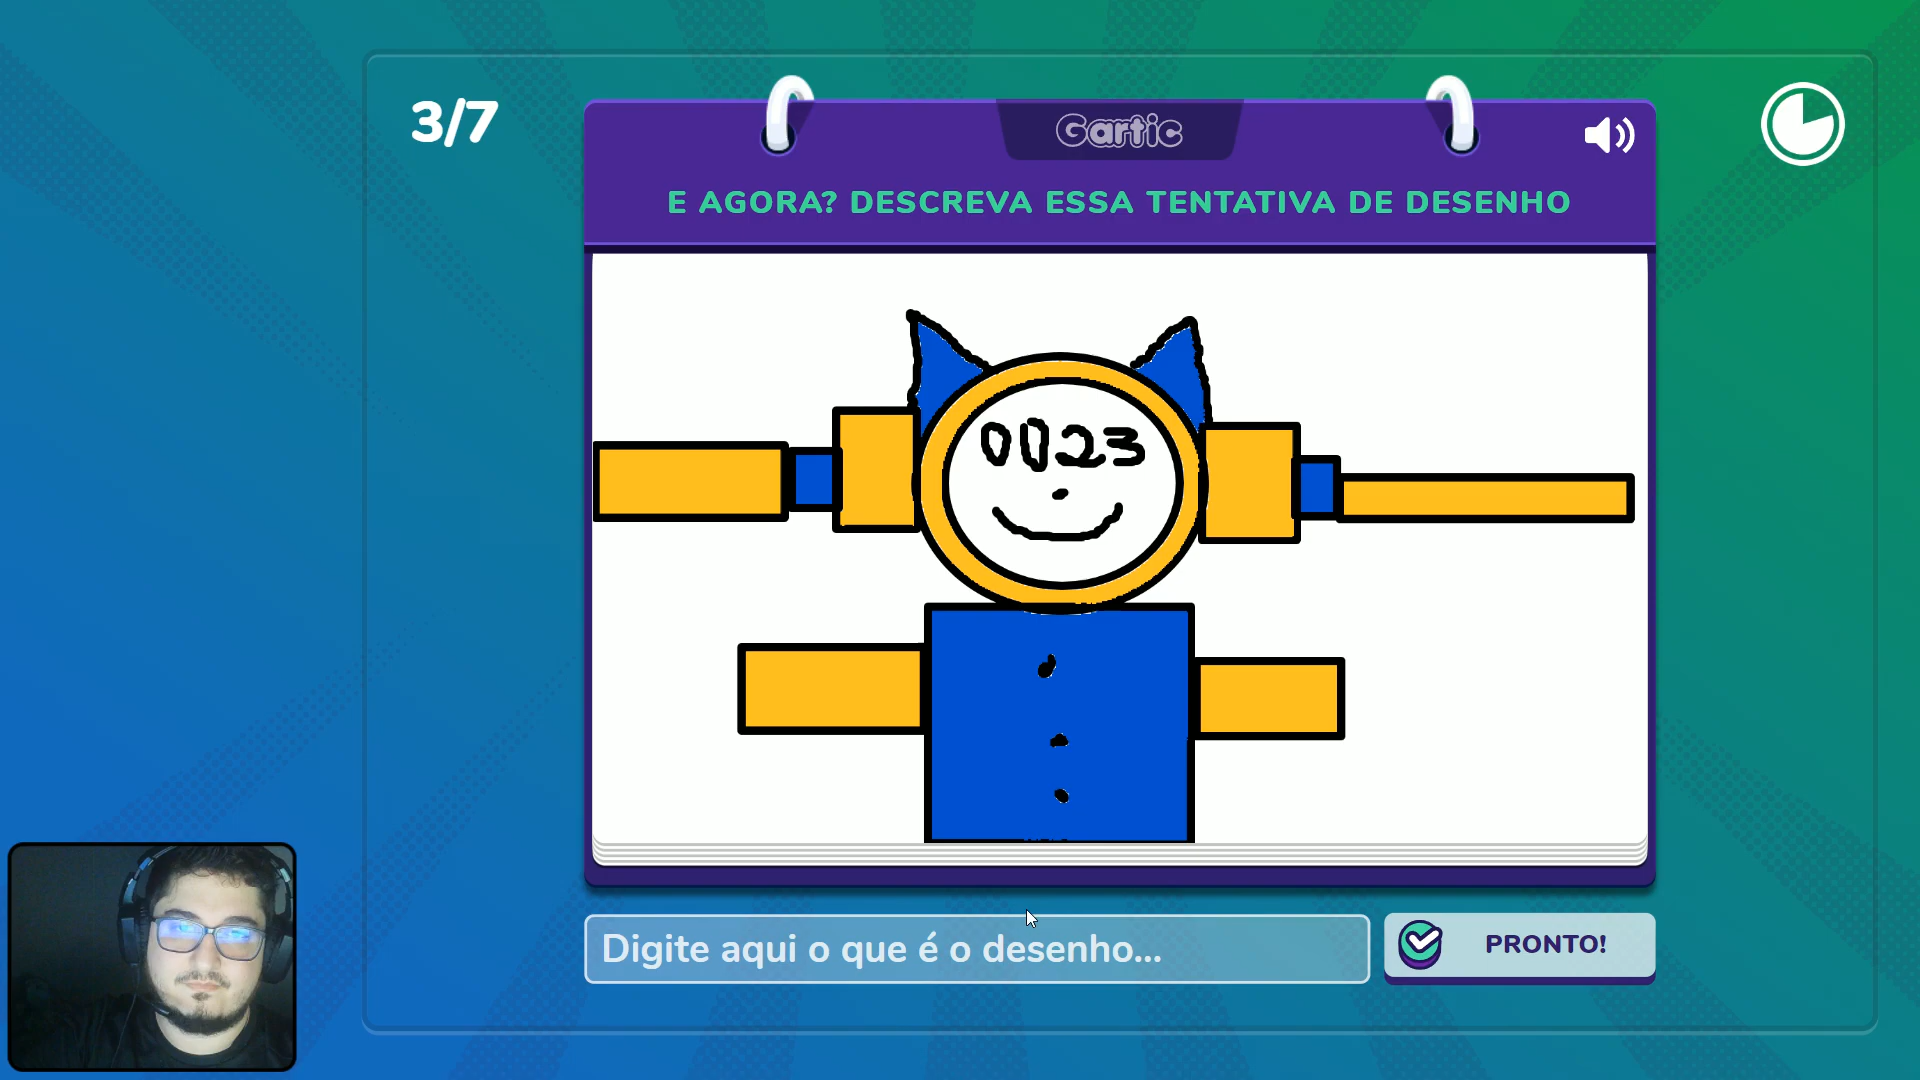 3/7
Gartic
E AGORA? DESCREVA ESSA TENTATIVA DE DESENHO
0023
Digite aqui o que é o desenho...
PRONTO!